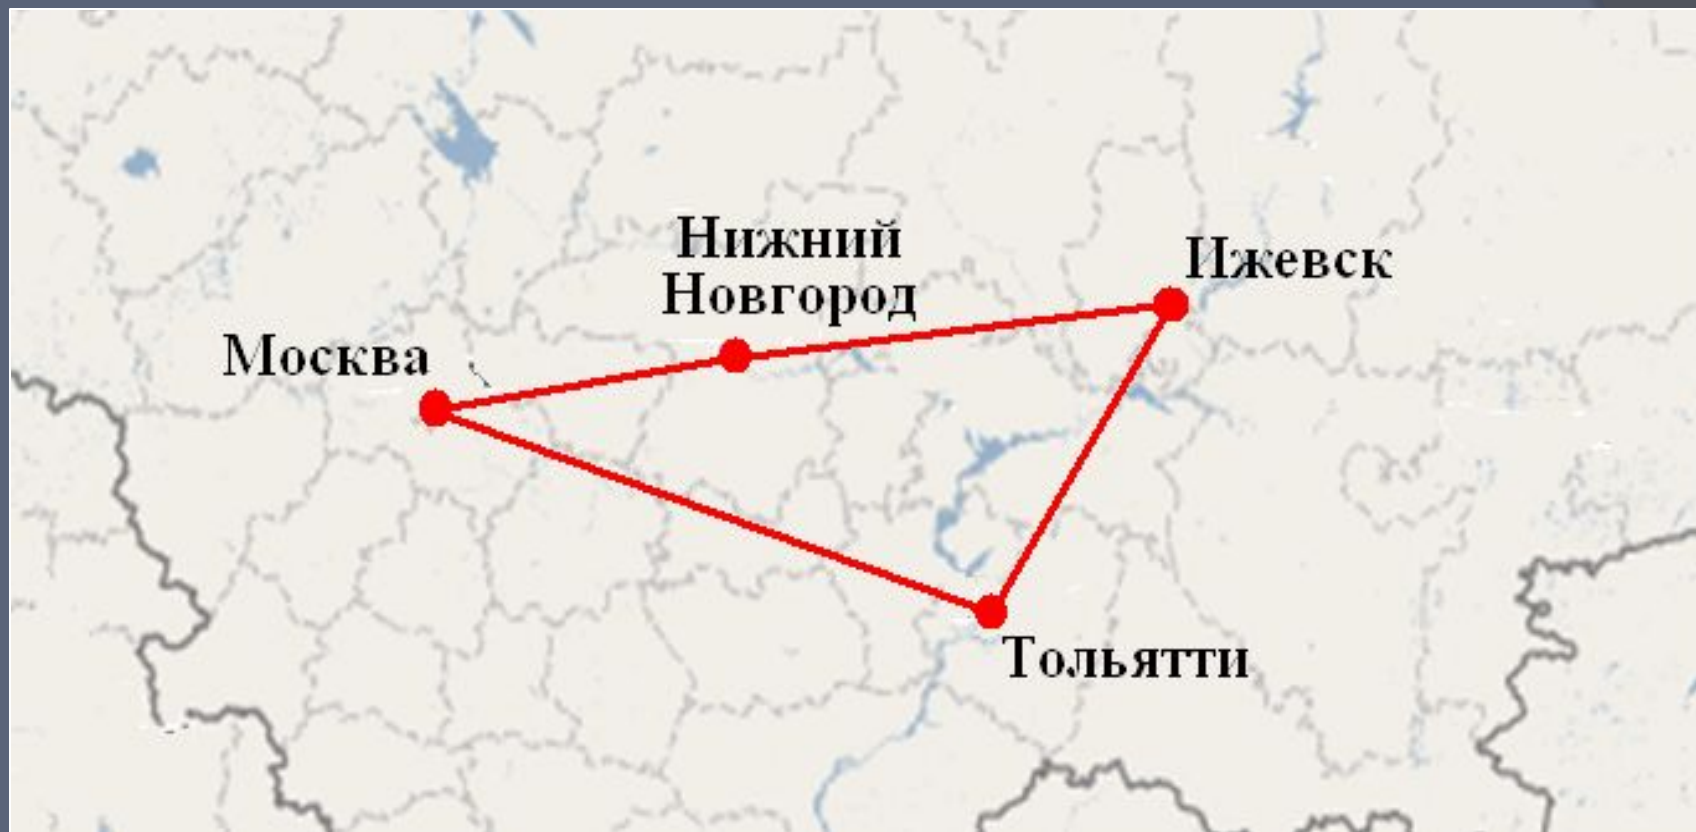 Нижний
Новгород
Ижевск
Москва
Тольятти